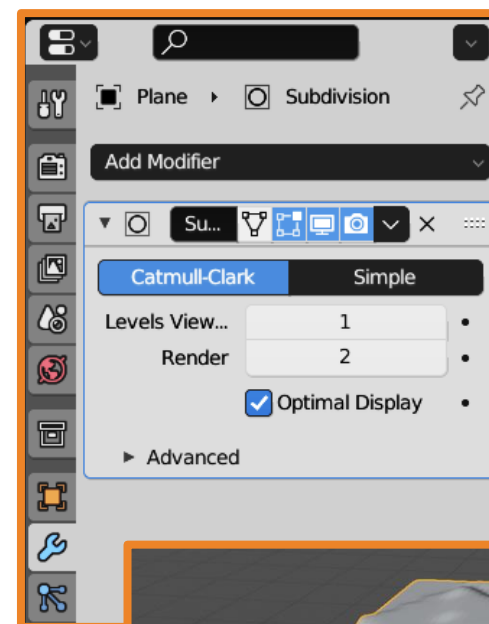 Plane Subdivision
Add Modifier
Su...
Catmull-Clark Simple
Levels View... 1
Render 2
Optimal Display
Advanced